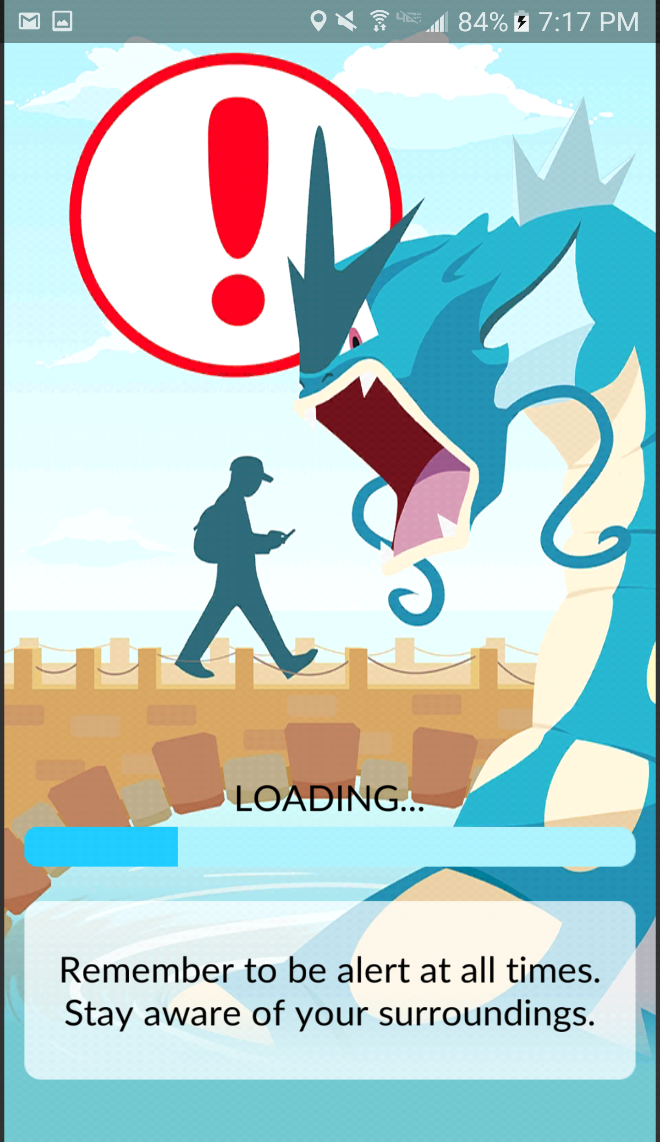 84% 7:17 PM
LOADING...
Remember to be alert at all times.
Stay aware of your surroundings.